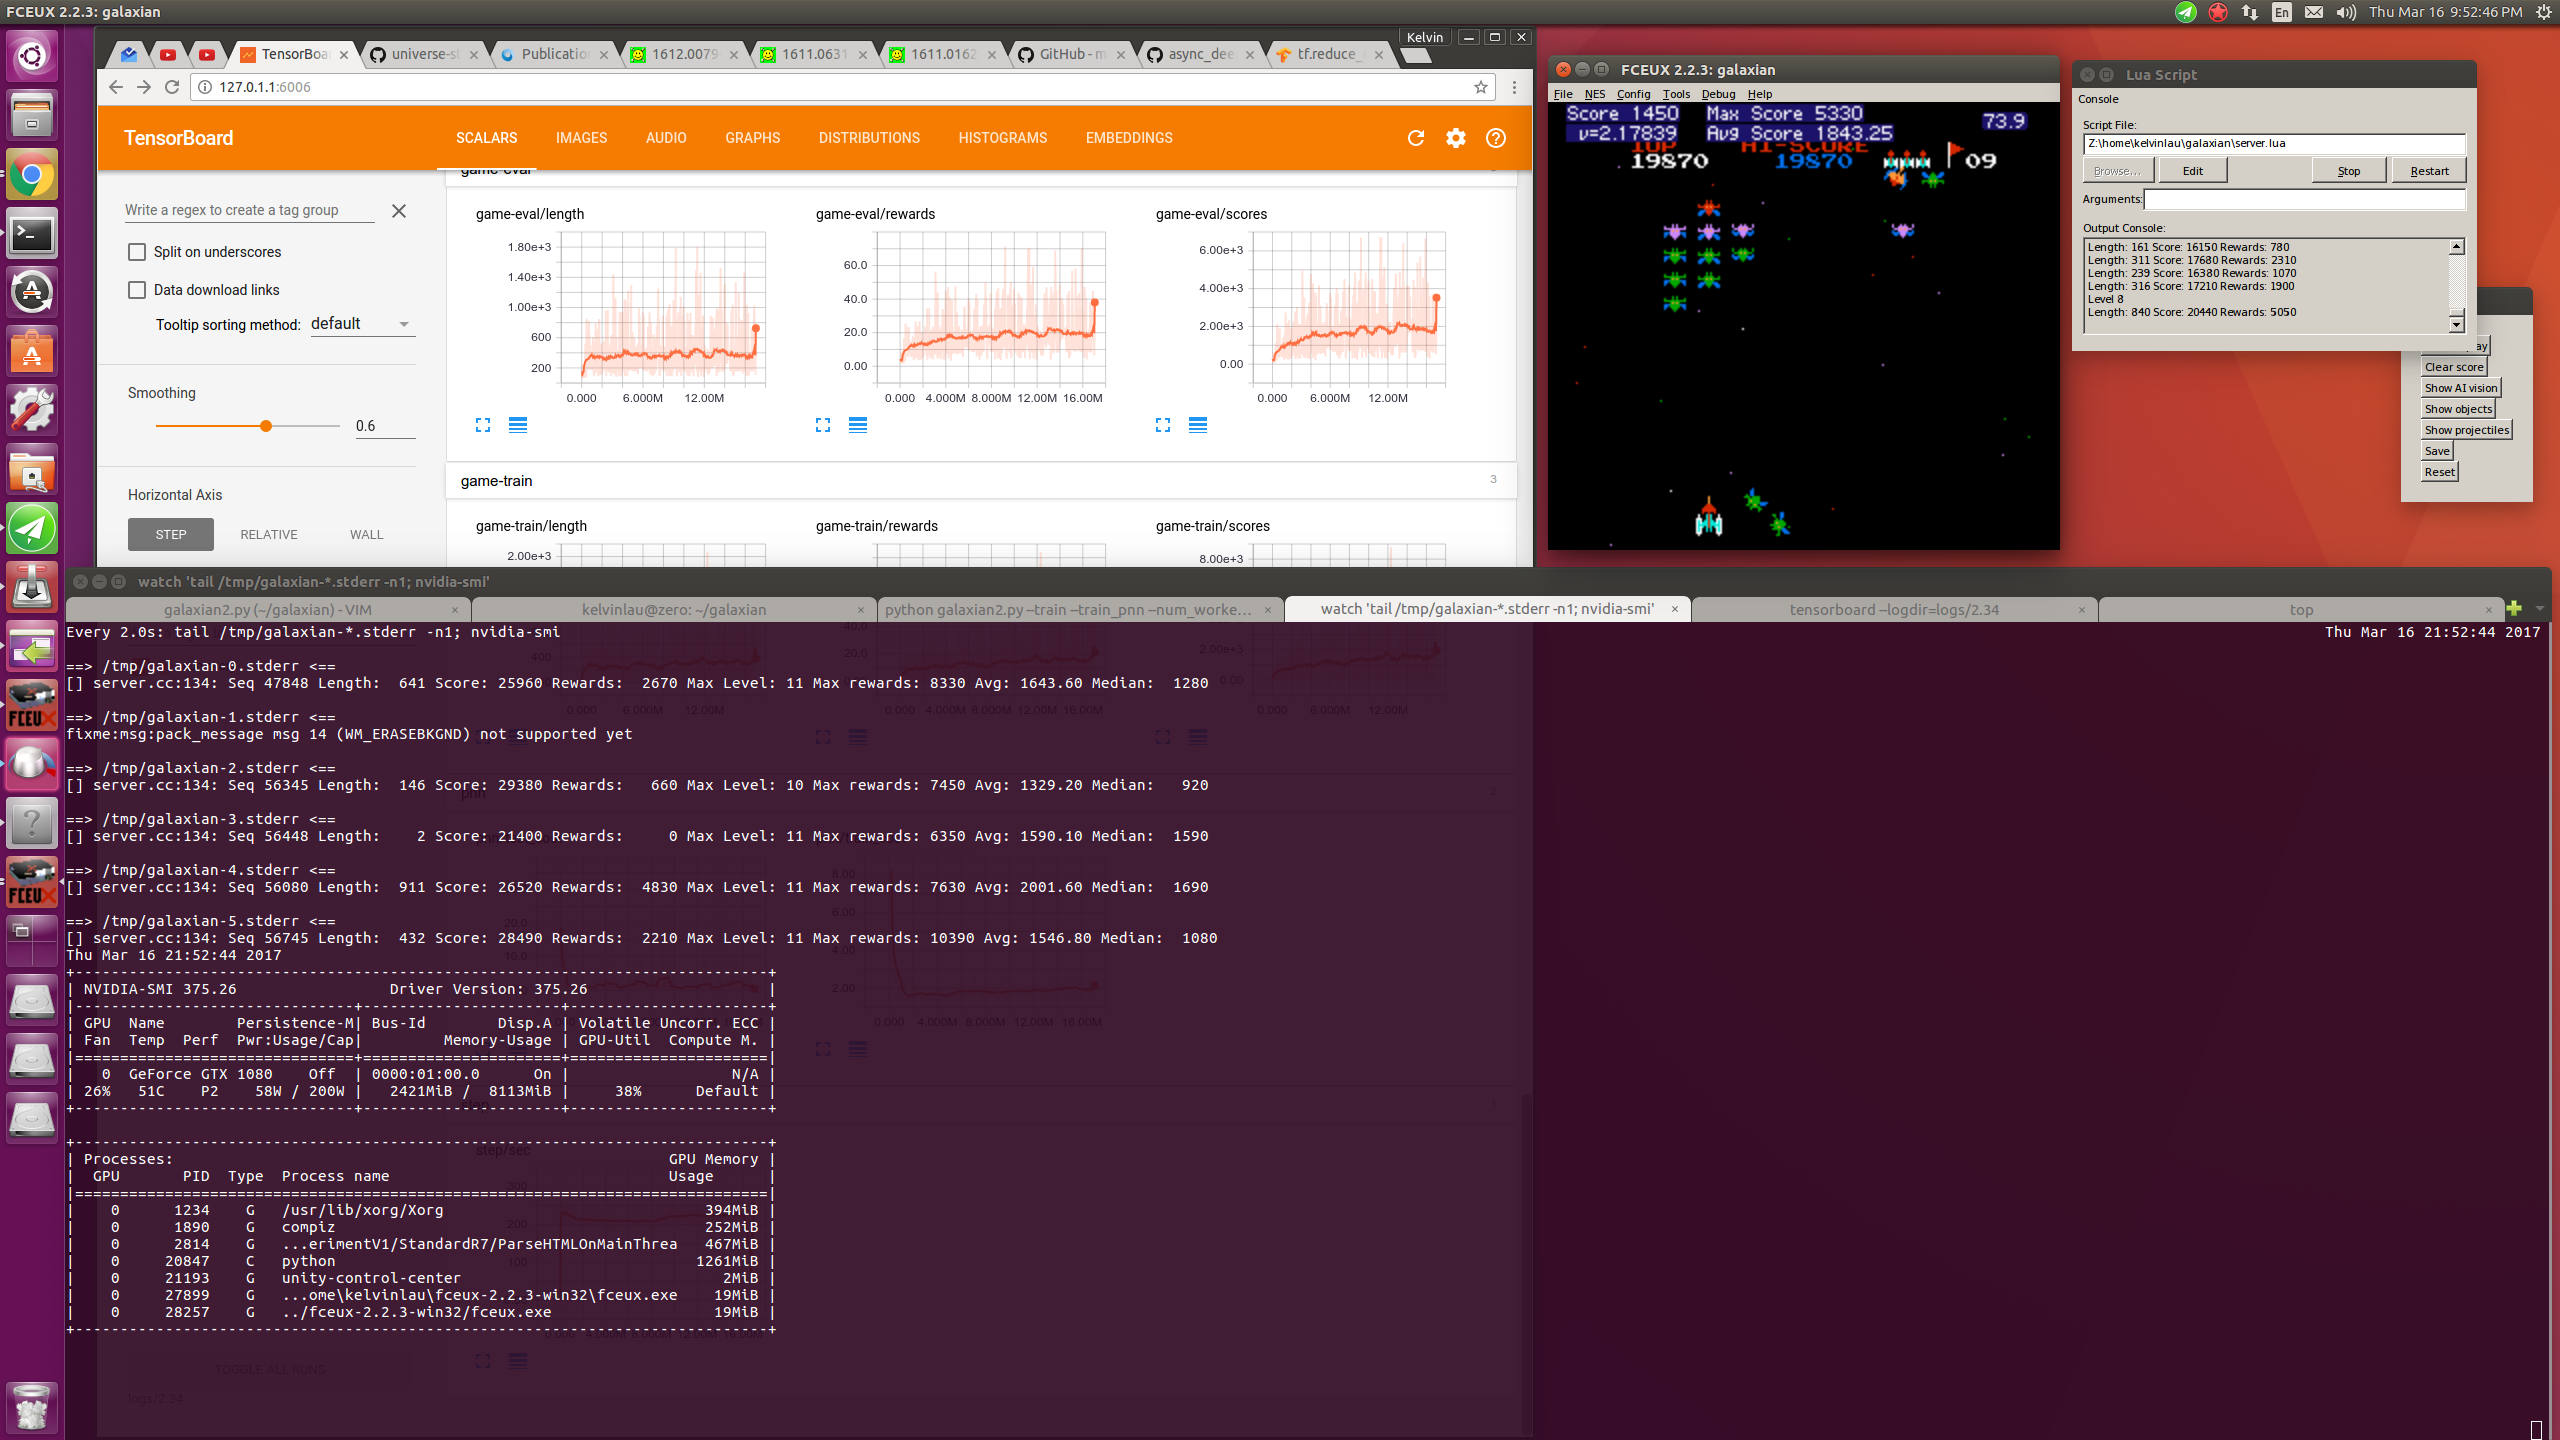 FCEUX 2.2.3: galaxian
En
Thu Mar 16 9:52:46 PM
Kelvin
TensorBoa
universe-st
Publication
1612.0079
1611.0631
1611.0162
GitHub - m
async_dee
tf.reduce_
127.0.1.1:6006
TensorBoard
SCALARS
IMAGES
AUDIO
GRAPHS
DISTRIBUTIONS
HISTOGRAMS
EMBEDDINGS
Write a regex to create a tag group
Split on underscores
Data download links
Tooltip sorting method: default
Smoothing
0.6
Horizontal Axis
STEP
RELATIVE
WALL
game-eval
game-eval/length
1.80e+3
1.40e+3
1.00e+3
600
200
0.000 6.000M 12.00M
game-eval/rewards
60.0
40.0
20.0
0.00
0.000 4.000M 8.000M 12.00M 16.00M
game-eval/scores
6.00e+3
4.00e+3
2.00e+3
0.00
0.000 6.000M 12.00M
game-train
3
game-train/length
2.00e+3
game-train/rewards
game-train/scores
8.00e+3
FCEUX 2.2.3: galaxian
File NES Config Tools Debug Help
Score 1450 Max Score 5330
v=2.17839 Avg Score 1843.25
73.9
1UP HI-SCORE
19870 19870 09
Lua Script
Console
Script File:
Z:\home\kelvinlau\galaxian\server.lua
Browse...
Edit
Stop
Restart
Arguments:
Output Console:
Length: 161 Score: 16150 Rewards: 780
Length: 311 Score: 17680 Rewards: 2310
Length: 239 Score: 16380 Rewards: 1070
Length: 316 Score: 17210 Rewards: 1900
Level 8
Length: 840 Score: 20440 Rewards: 5050
ay
Clear score
Show AI vision
Show objects
Show projectiles
Save
Reset
watch 'tail /tmp/galaxian-*.stderr -n1; nvidia-smi'
galaxian2.py (~/galaxian) - VIM
kelvinlau@zero: ~/galaxian
python galaxian2.py --train --train_pnn --num_worke...
watch 'tail /tmp/galaxian-*.stderr -n1; nvidia-smi'
tensorboard --logdir=logs/2.34
top
Every 2.0s: tail /tmp/galaxian-*.stderr -n1; nvidia-smi
Thu Mar 16 21:52:44 2017
==> /tmp/galaxian-0.stderr <==
[] server.cc:134: Seq 47848 Length:  641 Score: 25960 Rewards:  2670 Max Level: 11 Max rewards: 8330 Avg: 1643.60 Median:  1280
==> /tmp/galaxian-1.stderr <==
fixme:msg:pack_message msg 14 (WM_ERASEBKGND) not supported yet
==> /tmp/galaxian-2.stderr <==
[] server.cc:134: Seq 56345 Length:  146 Score: 29380 Rewards:   660 Max Level: 10 Max rewards: 7450 Avg: 1329.20 Median:   920
==> /tmp/galaxian-3.stderr <==
[] server.cc:134: Seq 56448 Length:    2 Score: 21400 Rewards:     0 Max Level: 11 Max rewards: 6350 Avg: 1590.10 Median:  1590
==> /tmp/galaxian-4.stderr <==
[] server.cc:134: Seq 56080 Length:  911 Score: 26520 Rewards:  4830 Max Level: 11 Max rewards: 7630 Avg: 2001.60 Median:  1690
==> /tmp/galaxian-5.stderr <==
[] server.cc:134: Seq 56745 Length:  432 Score: 28490 Rewards:  2210 Max Level: 11 Max rewards: 10390 Avg: 1546.80 Median:  1080
Thu Mar 16 21:52:44 2017
| NVIDIA-SMI 375.26                 Driver Version: 375.26                    |
| GPU  Name        Persistence-M| Bus-Id        Disp.A | Volatile Uncorr. ECC |
| Fan  Temp  Perf  Pwr:Usage/Cap|         Memory-Usage | GPU-Util  Compute M. |
|   0  GeForce GTX 1080    Off  | 0000:01:00.0      On |                  N/A |
| 26%   51C    P2    58W / 200W |   2421MiB /  8113MiB |     38%      Default |
| Processes:                                                       GPU Memory |
|  GPU       PID  Type  Process name                               Usage      |
|    0      1234    G   /usr/lib/xorg/Xorg                             394MiB |
|    0      1890    G   compiz                                         252MiB |
|    0      2814    G   ...erimentV1/StandardR7/ParseHTMLOnMainThrea   467MiB |
|    0     20847    C   python                                        1261MiB |
|    0     21193    G   unity-control-center                             2MiB |
|    0     27899    G   ...ome\kelvinlau\fceux-2.2.3-win32\fceux.exe    19MiB |
|    0     28257    G   ../fceux-2.2.3-win32/fceux.exe                  19MiB |
step/sec
TOGGLE ALL RUNS
logs/2.34